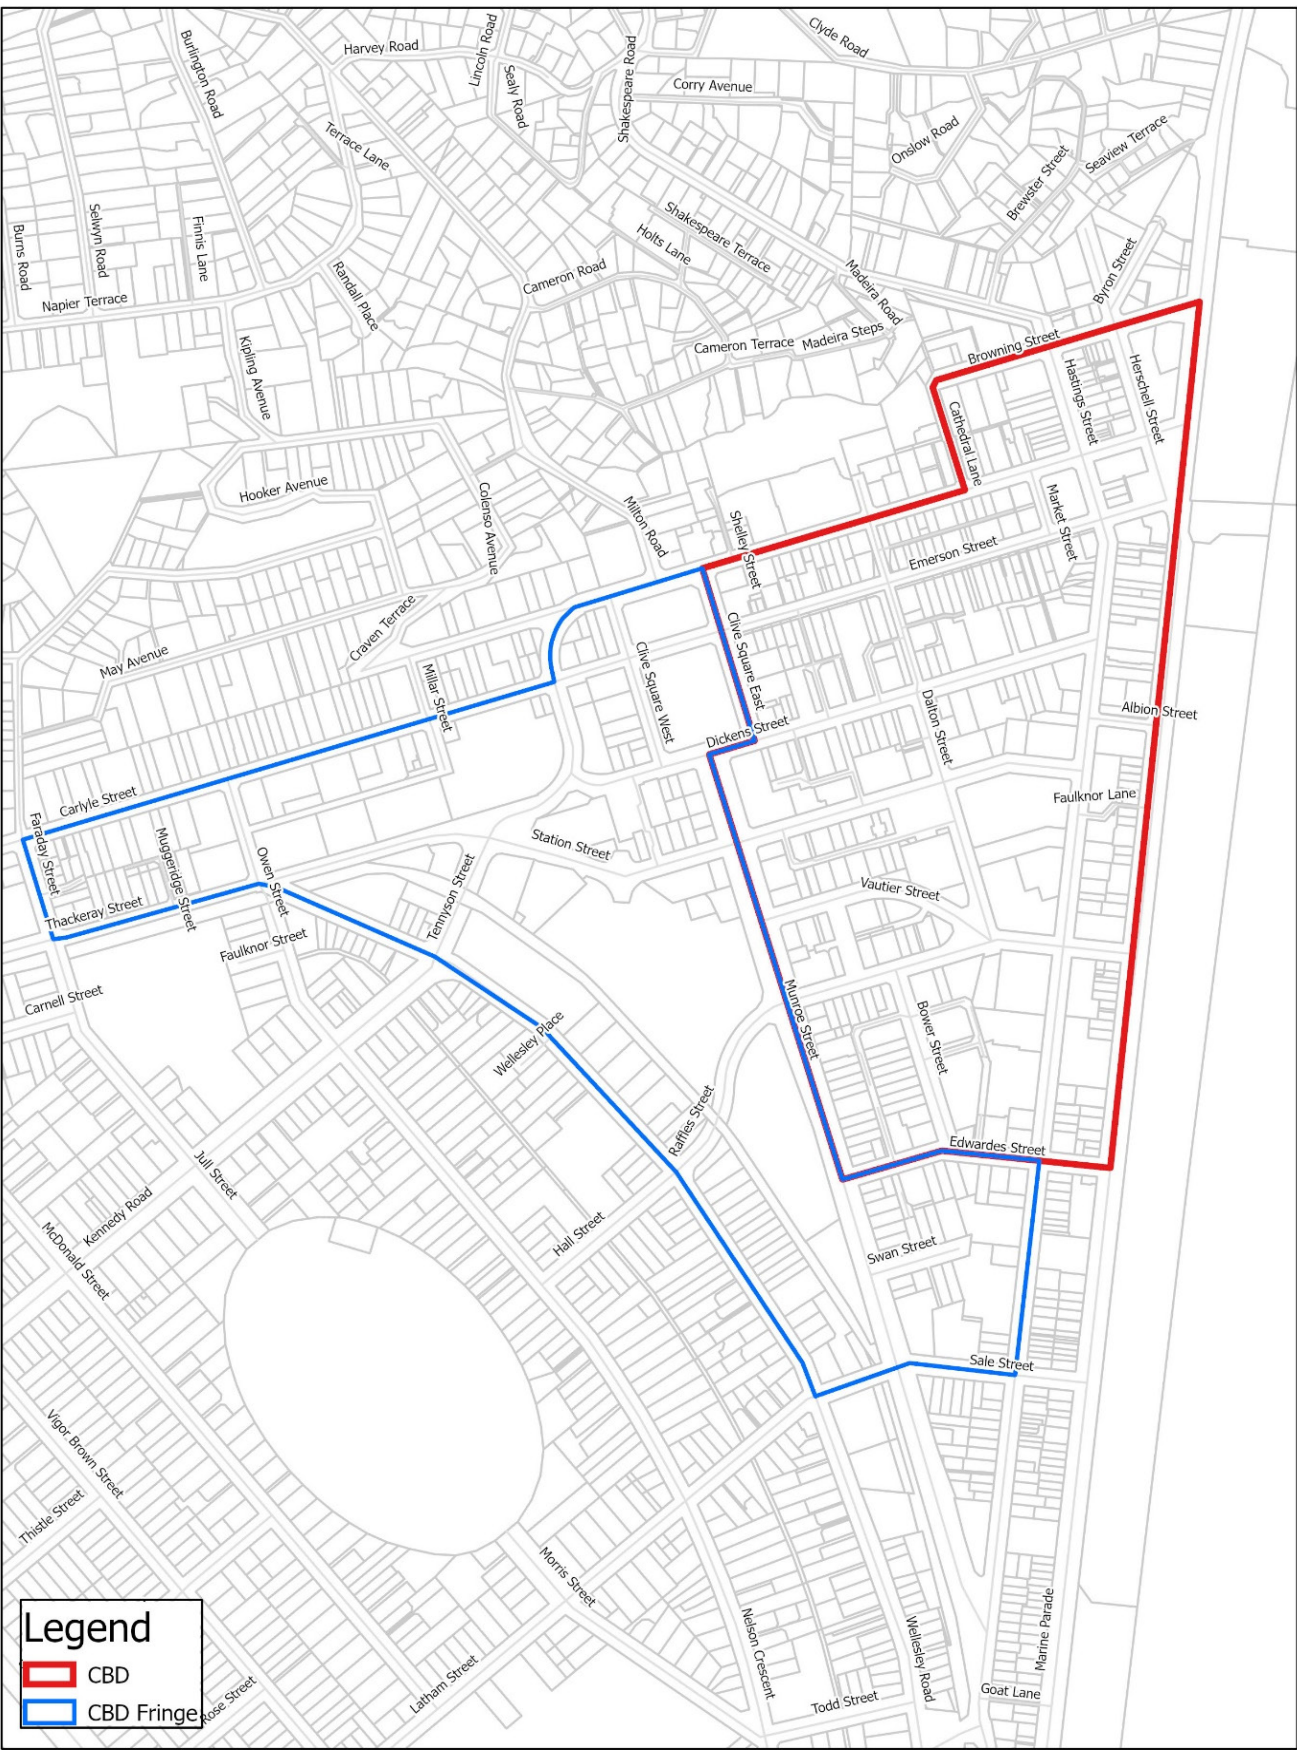 Clyde Road
Burlington Road
Harvey Road
Lincoln Road
Sealy Road
Shakespeare Road
Corry Avenue
Terrace Lane
Onslow Road
Seaview Terrace
Brewster Street
Burns Road
Selwyn Road
Finnis Lane
Shakespeare Terrace
Holts Lane
Randall Place
Cameron Road
Madeira Road
Byron Street
Napier Terrace
Kipling Avenue
Cameron Terrace
Madeira Steps
Browning Street
Hastings Street
Herschell Street
Cathedral Lane
Hooker Avenue
Colenso Avenue
Milton Road
Shelley Street
Market Street
Emerson Street
Craven Terrace
May Avenue
Millar Street
Clive Square West
Clive Square East
Dickens Street
Dalton Street
Albion Street
Carlyle Street
Faulknor Lane
Faraday Street
Muggeridge Street
Owen Street
Station Street
Tennyson Street
Vautier Street
Thackeray Street
Faulknor Street
Carnell Street
Munroe Street
Bower Street
Wellesley Place
Raffles Street
Edwardes Street
Jull Street
Kennedy Road
McDonald Street
Hall Street
Swan Street
Sale Street
Vigor Brown Street
Thistle Street
Morris Street
Nelson Crescent
Wellesley Road
Marine Parade
Latham Street
Todd Street
Goat Lane
Rose Street
Legend
CBD
CBD Fringe